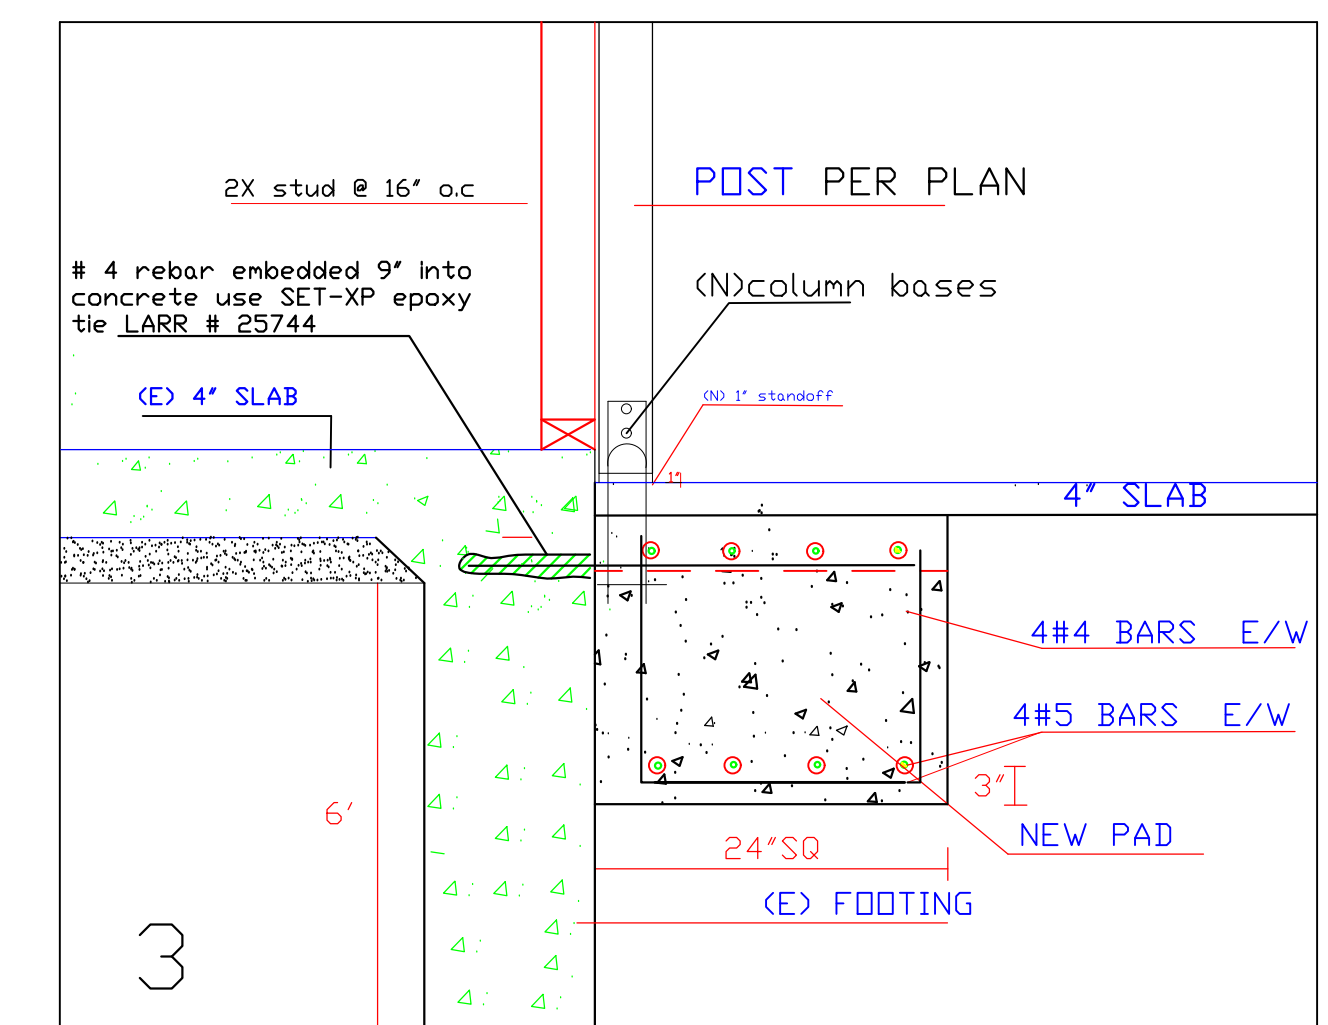 2X stud @ 16" o.c
POST PER PLAN
# 4 rebar embedded 9" into
concrete use SET-XP epoxy
tie LARR # 25744
(N)column bases
(E) 4" SLAB
(N) 1" standoff
1"
4" SLAB
4#4 BARS E/W
4#5 BARS E/W
3"
6'
NEW PAD
24"SQ
(E) FOOTING
3